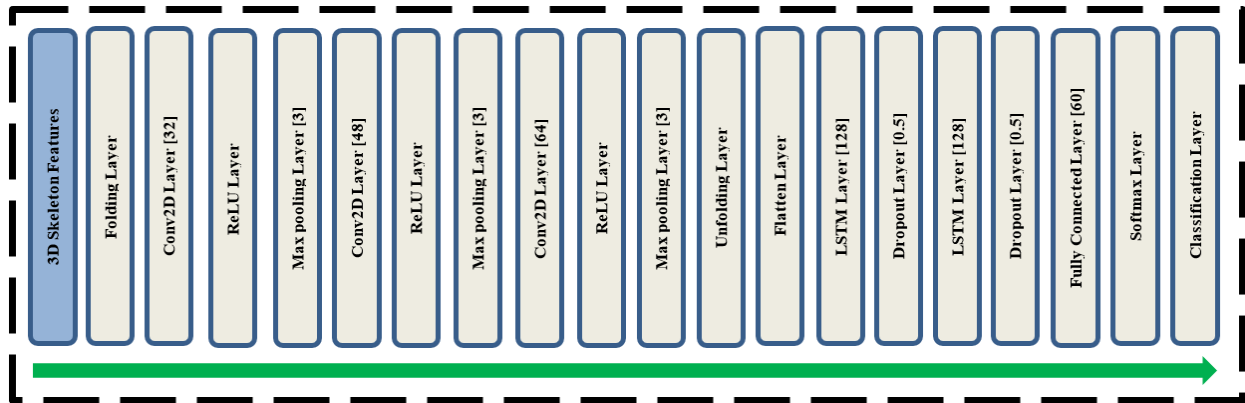 3D Skeleton Features
Folding Layer
Conv2D Layer [32]
ReLU Layer
Max pooling Layer [3]
Conv2D Layer [48]
ReLU Layer
Max pooling Layer [3]
Conv2D Layer [64]
ReLU Layer
Max pooling Layer [3]
Unfolding Layer
Flatten Layer
LSTM Layer [128]
Dropout Layer [0.5]
LSTM Layer [128]
Dropout Layer [0.5]
Fully Connected Layer [60]
Softmax Layer
Classification Layer